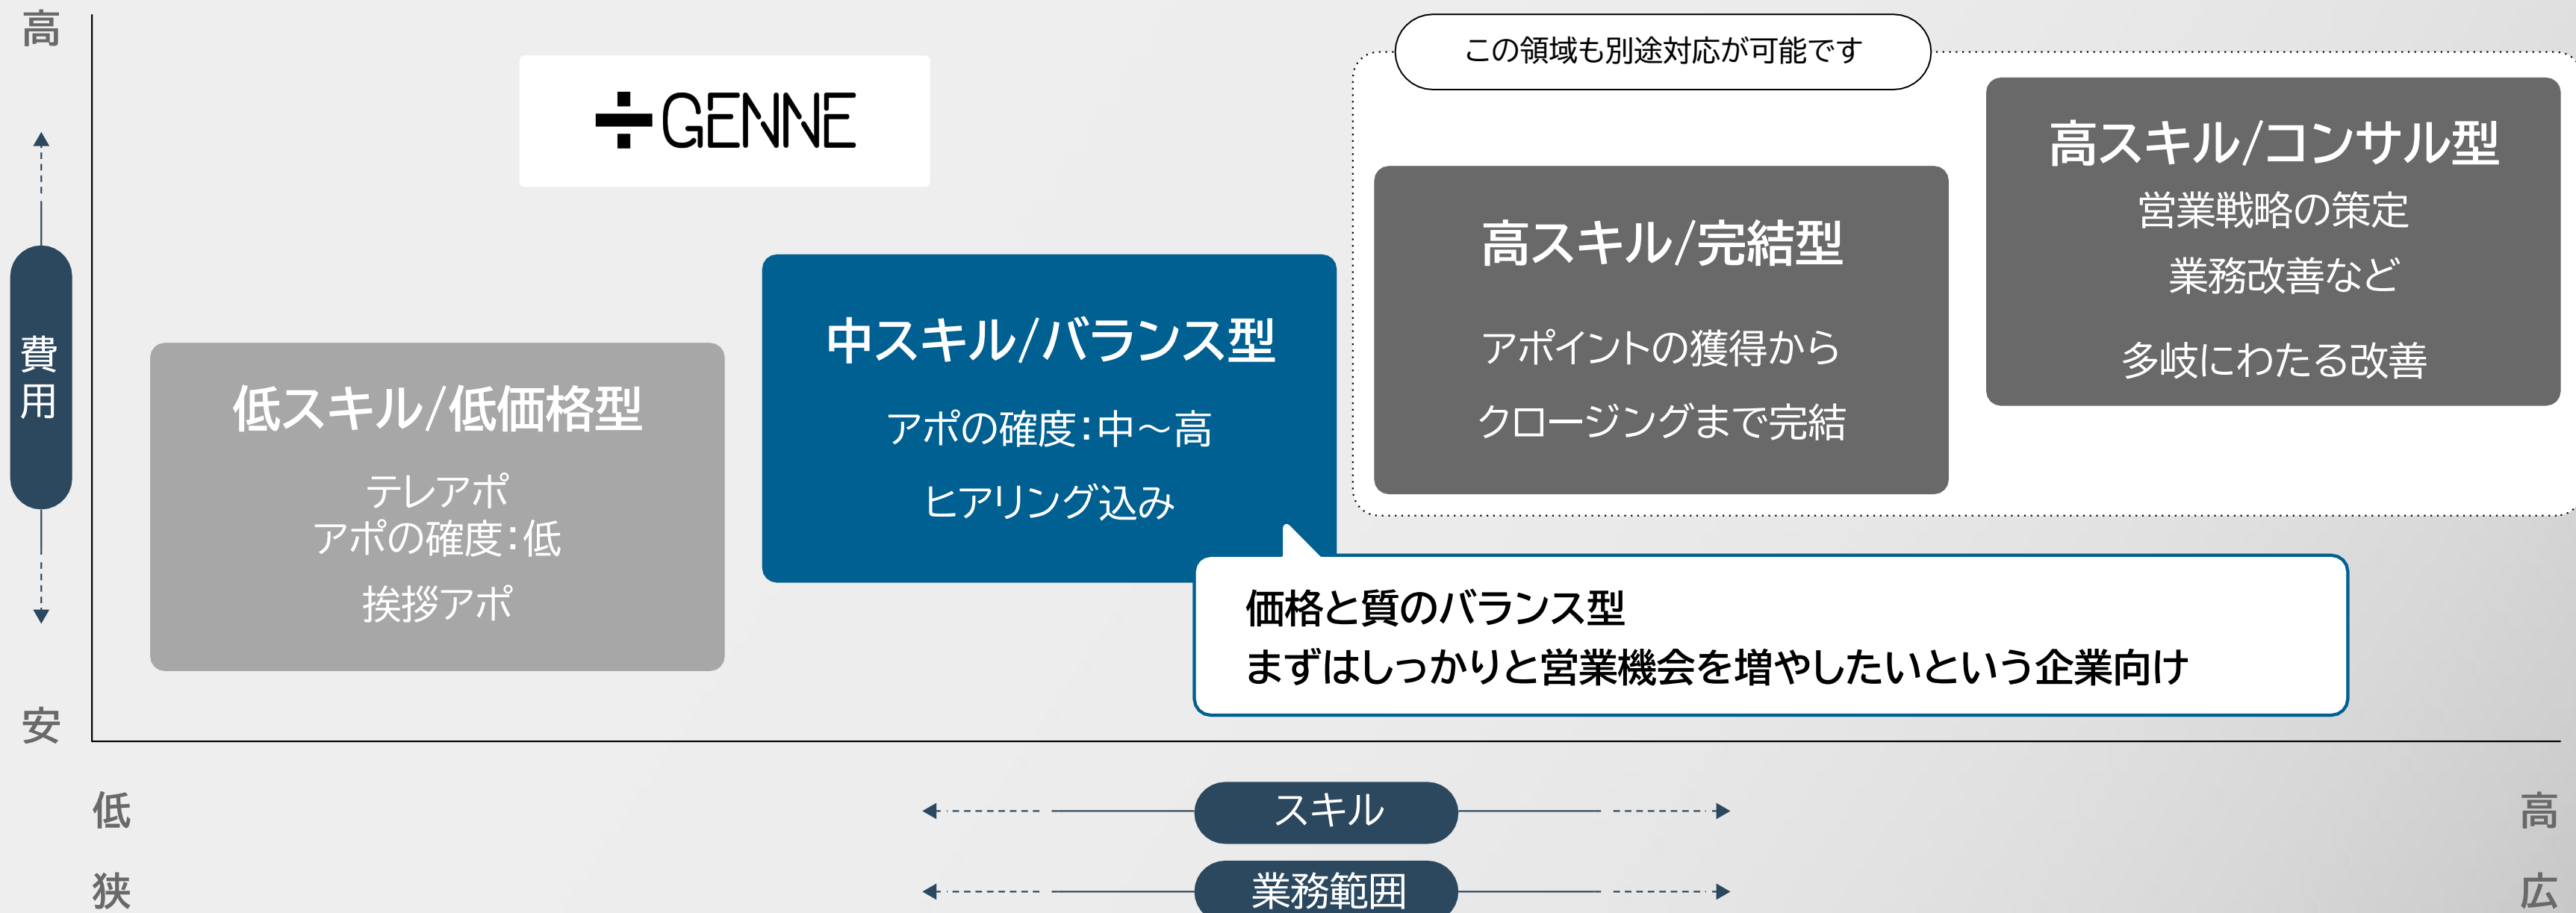 高
この領域も別途対応が可能です
÷GENNE
高スキル/コンサル型
営業戦略の策定
業務改善など
多岐にわたる改善
高スキル/完結型
アポイントの獲得から
クロージングまで完結
中スキル/バランス型
アポの確度:中〜高
ヒアリング込み
低スキル/低価格型
テレアポ
アポの確度:低
挨拶アポ
費用
価格と質のバランス型
まずはしっかりと営業機会を増やしたいという企業向け
安
低
スキル
高
狭
業務範囲
広